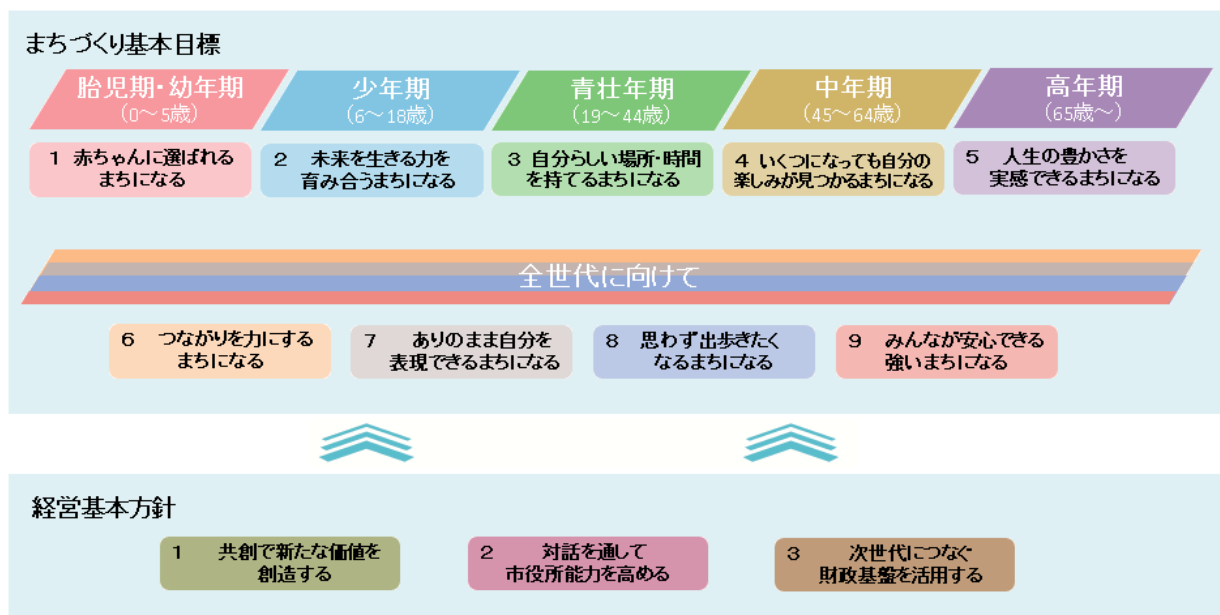 まちづくり基本目標
胎児期・幼年期
(0～5歳)
少年期
(6～18歳)
青壮年期
(19～44歳)
中年期
(45～64歳)
高年期
(65歳～)
1 赤ちゃんに選ばれる
まちになる
2 未来を生きる力を
育み合うまちになる
3 自分らしい場所・時間
を持てるまちになる
4 いくつになっても自分の
楽しみが見つかるまちになる
5 人生の豊かさを
実感できるまちになる
全世代に向けて
6 つながりを力にする
まちになる
7 ありのまま自分を
表現できるまちになる
8 思わず出歩きたく
なるまちになる
9 みんなが安心できる
強いまちになる
経営基本方針
1 共創で新たな価値を
創造する
2 対話を通して
市役所能力を高める
3 次世代につなぐ
財政基盤を活用する